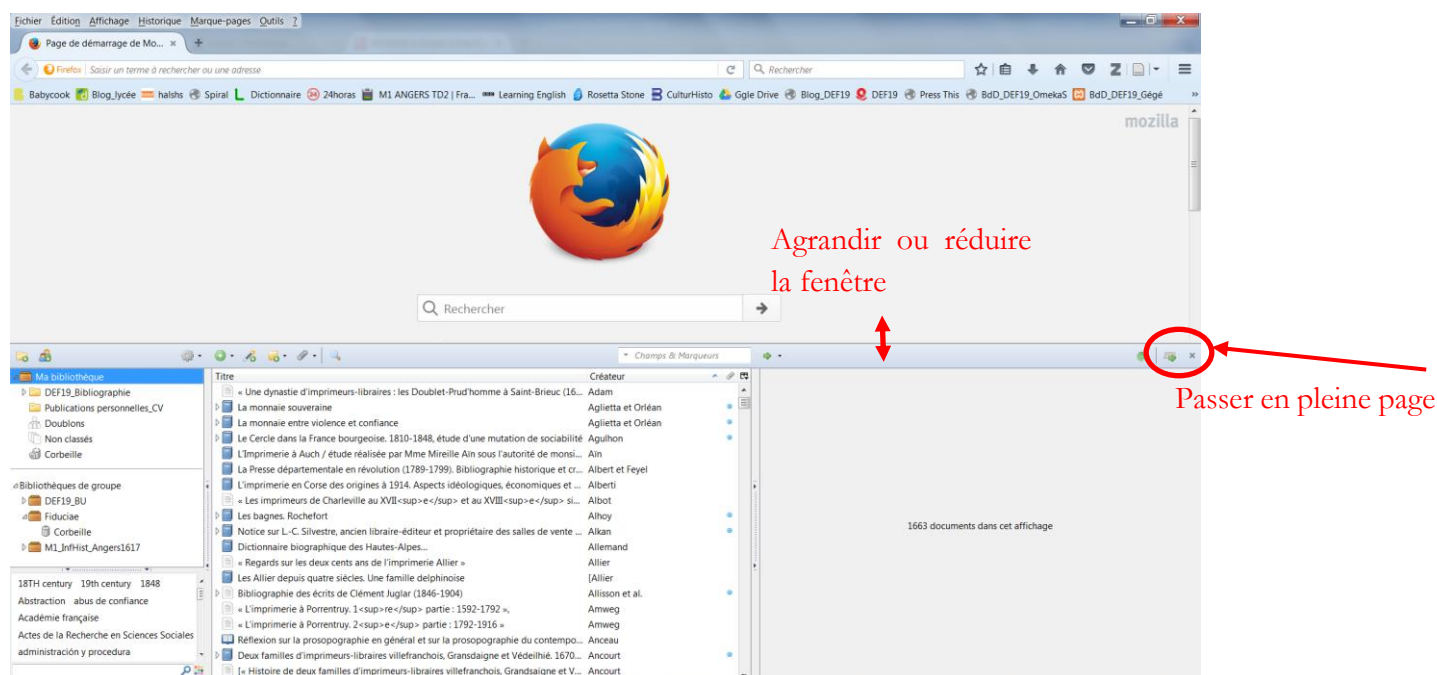 Fichier Édition Affichage Historique Marque-pages Outils ?
Page de démarrage de Mo... × +
Firefox Saisir un terme à rechercher ou une adresse
Rechercher
Babycook Blog_lycée halshs Spiral Dictionnaire 24horas M1 ANGERS TD2 | Fra... Learning English Rosetta Stone CulturHisto Ggle Drive Blog_DEF19 DEF19 Press This BdD_DEF19_OmekaS BdD_DEF19_Gégé »
mozilla
Agrandir ou réduire
la fenêtre
Rechercher
Champs & Marqueurs
Passer en pleine page
Ma bibliothèque
DEF19_Bibliographie
Publications personnelles_CV
Doublons
Non classés
Corbeille
Bibliothèques de groupe
DEF19_BU
Fiduciae
Corbeille
M1_InfHist_Angers1617
18TH century 19th century 1848
Abstraction abus de confiance
Académie française
Actes de la Recherche en Sciences Sociales
administración y procedura
Titre Créateur
« Une dynastie d'imprimeurs-libraires : les Doublet-Prud'homme à Saint-Brieuc (16... Adam
La monnaie souveraine Aglietta et Orléan
La monnaie entre violence et confiance Aglietta et Orléan
Le Cercle dans la France bourgeoise. 1810-1848, étude d'une mutation de sociabilité Agulhon
L'Imprimerie à Auch / étude réalisée par Mme Mireille Aïn sous l'autorité de monsi... Aïn
La Presse départementale en révolution (1789-1799). Bibliographie historique et cr... Albert et Feyel
L'imprimerie en Corse des origines à 1914. Aspects idéologiques, économiques et ... Alberti
« Les imprimeurs de Charleville au XVII<sup>e</sup> et au XVIII<sup>e</sup> si... Albot
Les bagnes. Rochefort Alhoy
Notice sur L.-C. Silvestre, ancien libraire-éditeur et propriétaire des salles de vente ... Alkan
Dictionnaire biographique des Hautes-Alpes... Allemand
« Regards sur les deux cents ans de l'imprimerie Allier » Allier
Les Allier depuis quatre siècles. Une famille delphinoise [Allier
Bibliographie des écrits de Clément Juglar (1846-1904) Allisson et al.
« L'imprimerie à Porrentruy. 1<sup>re</sup> partie : 1592-1792 », Amweg
« L'imprimerie à Porrentruy. 2<sup>e</sup> partie : 1792-1916 » Amweg
Réflexion sur la prosopographie en général et sur la prosopographie du contempo... Anceau
Deux familles d'imprimeurs-libraires villefranchois, Gransdaigne et Védeilhié. 1670... Ancourt
[« Histoire de deux familles d'imprimeurs-libraires villefranchois, Grandsaigne et V... Ancourt
1663 documents dans cet affichage